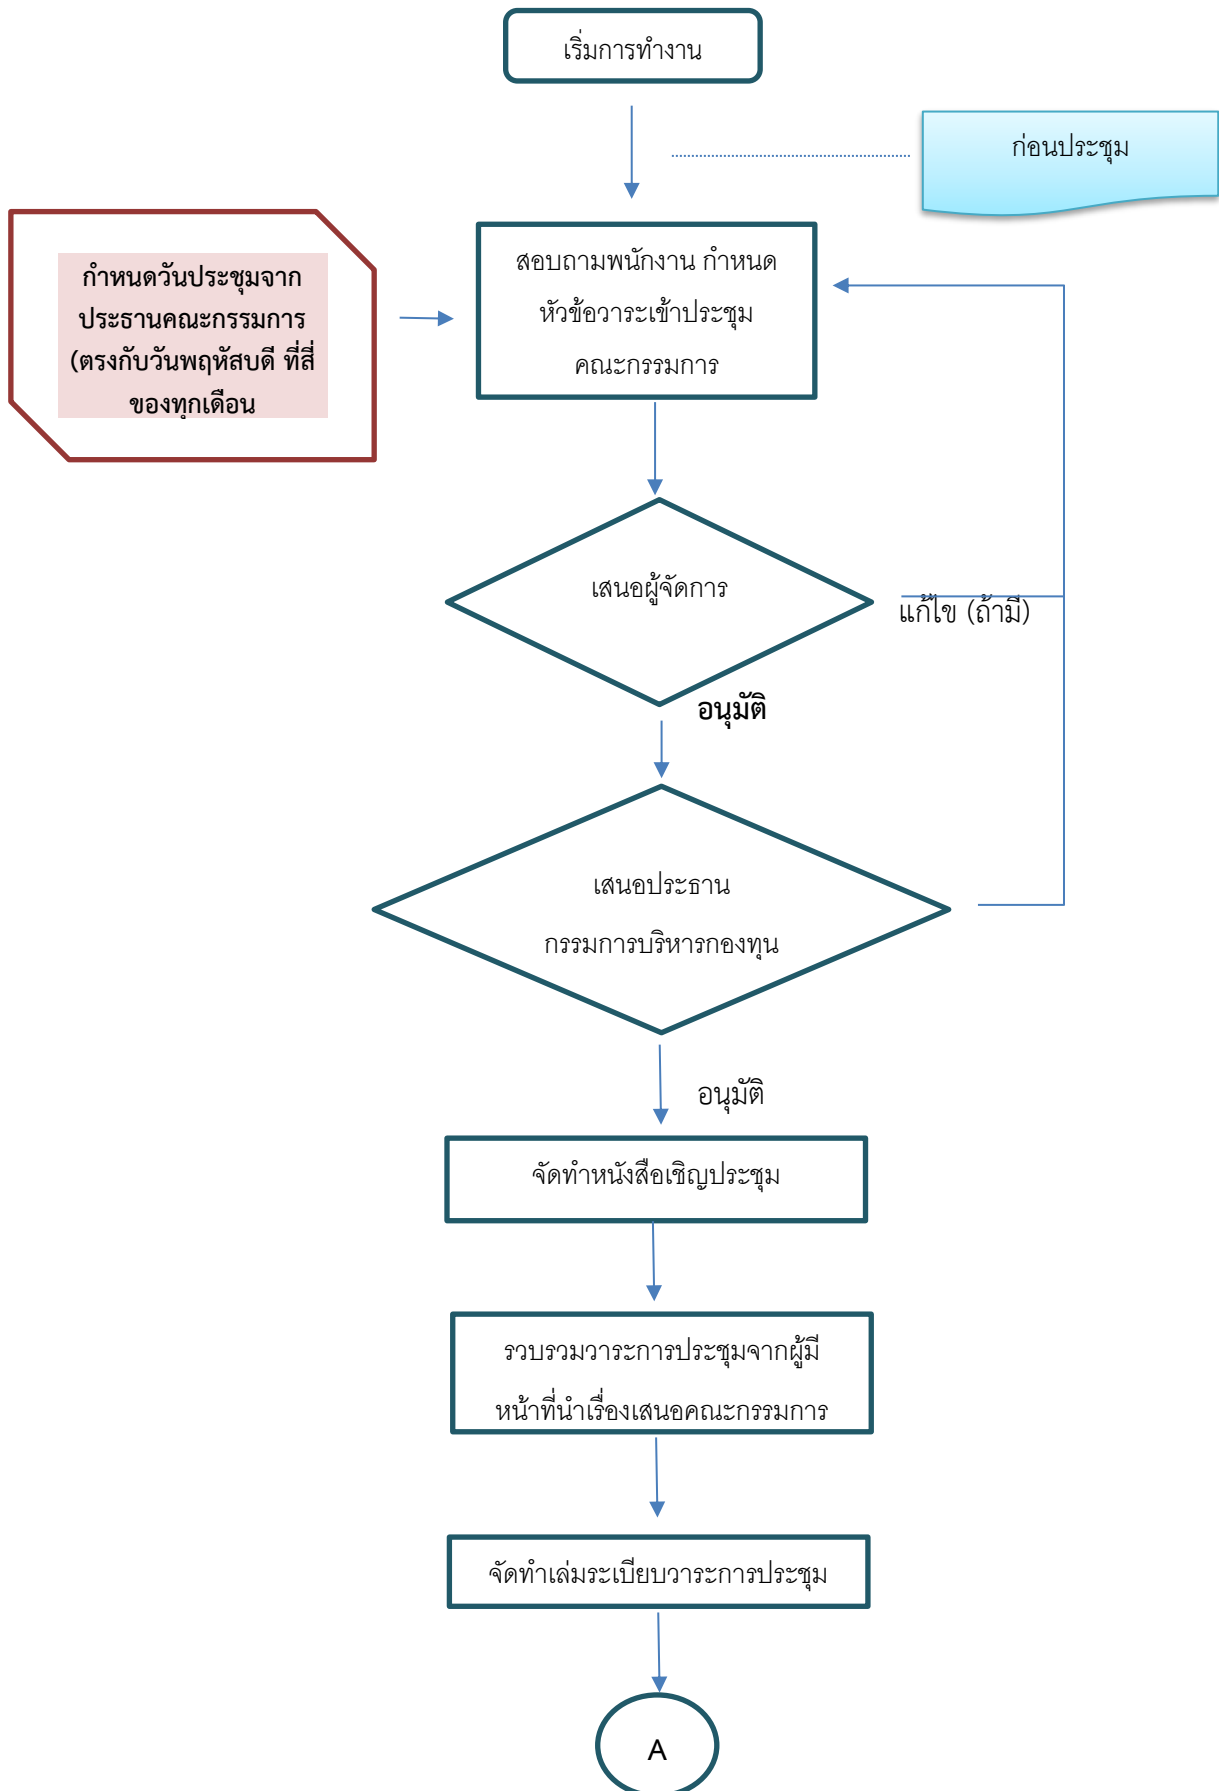 เริ่มการทำงาน
ก่อนประชุม
กำหนดวันประชุมจาก
ประธานคณะกรรมการ
(ตรงกับวันพฤหัสบดี ที่สี่
ของทุกเดือน
สอบถามพนักงาน กำหนด
หัวข้อวาระเข้าประชุม
คณะกรรมการ
เสนอผู้จัดการ
แก้ไข (ถ้ามี)
อนุมัติ
เสนอประธาน
กรรมการบริหารกองทุน
อนุมัติ
จัดทำหนังสือเชิญประชุม
รวบรวมวาระการประชุมจากผู้มี
หน้าที่นำเรื่องเสนอคณะกรรมการ
จัดทำเล่มระเบียบวาระการประชุม
A